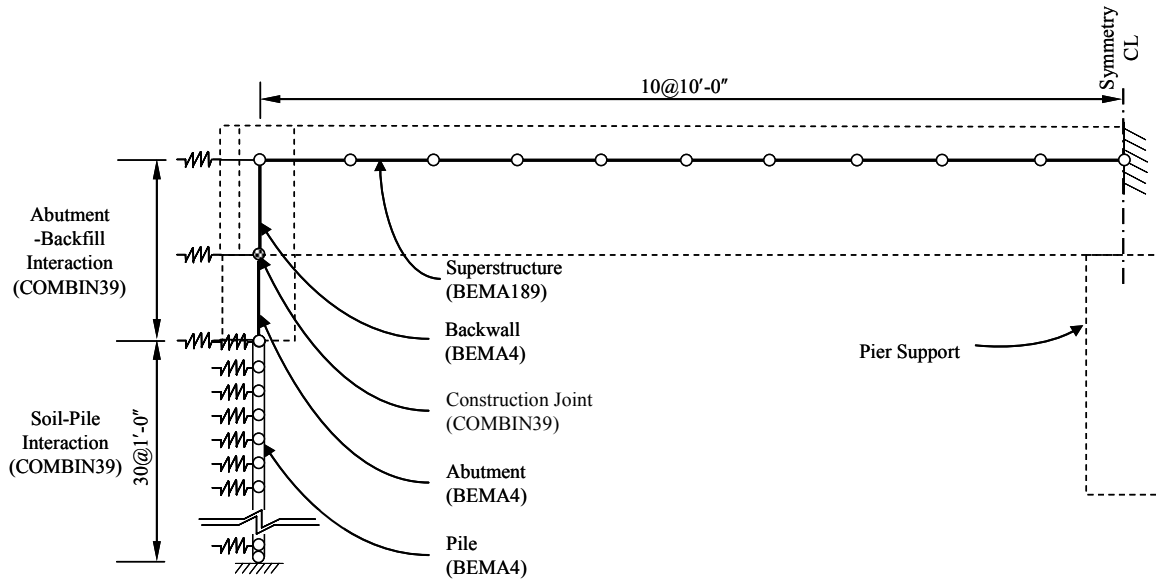 Symmetry
CL
10@10′-0″
Abutment
-Backfill
Interaction
(COMBIN39)
Superstructure
(BEMA189)
Backwall
(BEMA4)
Pier Support
Construction Joint
(COMBIN39)
Soil-Pile
Interaction
(COMBIN39)
30@1′-0″
Abutment
(BEMA4)
Pile
(BEMA4)